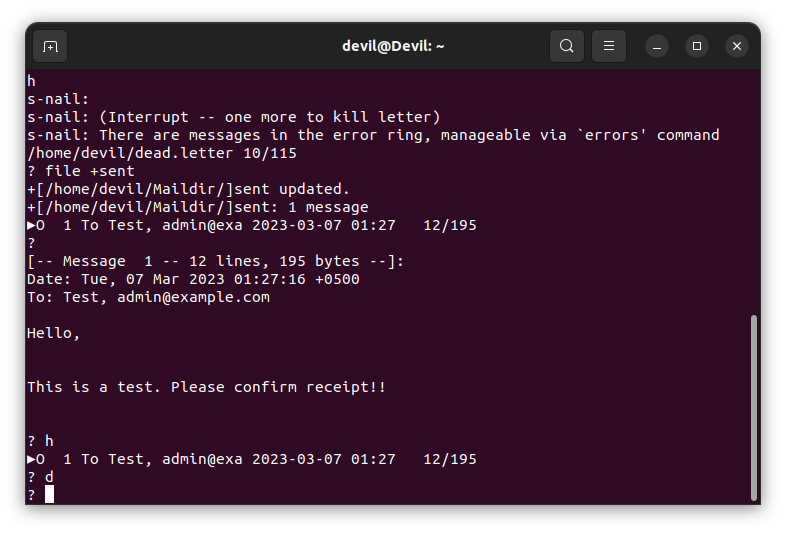 devil@Devil: ~
h
s-nail:
s-nail: (Interrupt -- one more to kill letter)
s-nail: There are messages in the error ring, manageable via `errors' command
/home/devil/dead.letter 10/115
? file +sent
+[/home/devil/Maildir/]sent updated.
+[/home/devil/Maildir/]sent: 1 message
▶O  1 To Test, admin@exa 2023-03-07 01:27   12/195
?
[-- Message  1 -- 12 lines, 195 bytes --]:
Date: Tue, 07 Mar 2023 01:27:16 +0500
To: Test, admin@example.com
Hello,
This is a test. Please confirm receipt!!
? h
▶O  1 To Test, admin@exa 2023-03-07 01:27   12/195
? d
?